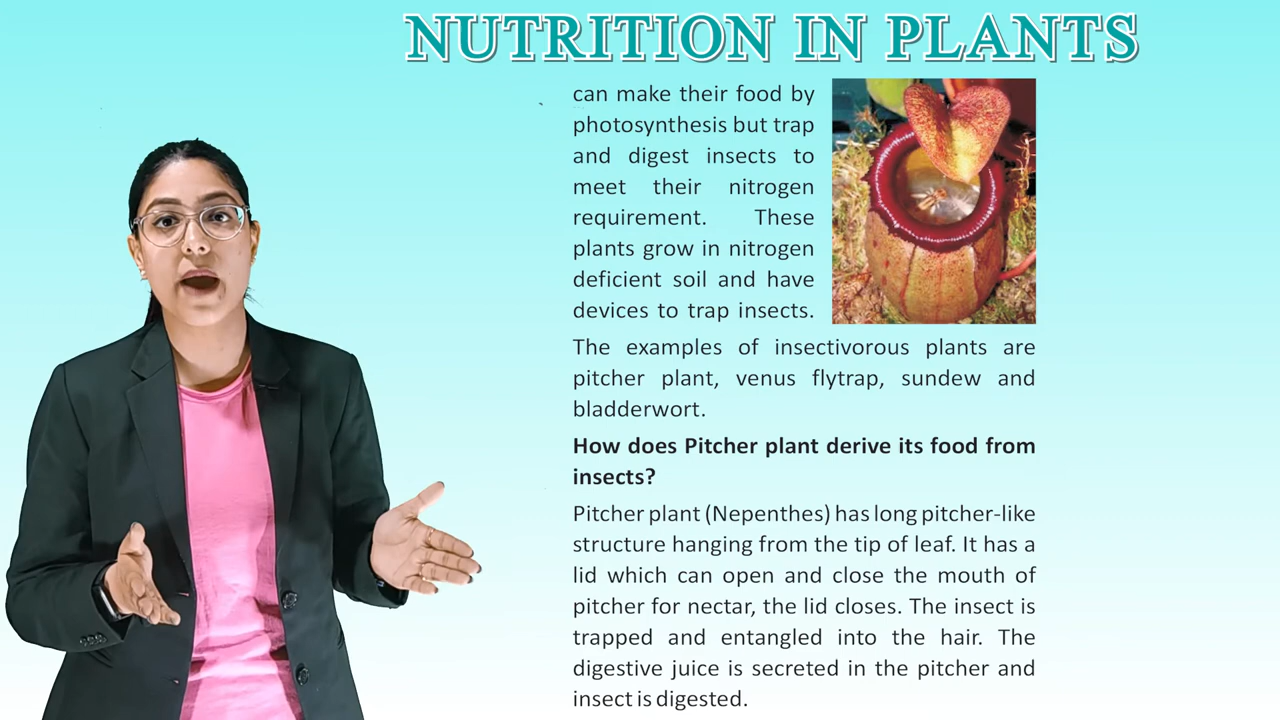 NUTRITION IN PLANTS
can make their food by
photosynthesis but trap
and digest insects to
meet their nitrogen
requirement. These
plants grow in nitrogen
deficient soil and have
devices to trap insects.
The examples of insectivorous plants are
pitcher plant, venus flytrap, sundew and
bladderwort.
How does Pitcher plant derive its food from
insects?
Pitcher plant (Nepenthes) has long pitcher-like
structure hanging from the tip of leaf. It has a
lid which can open and close the mouth of
pitcher for nectar, the lid closes. The insect is
trapped and entangled into the hair. The
digestive juice is secreted in the pitcher and
insect is digested.